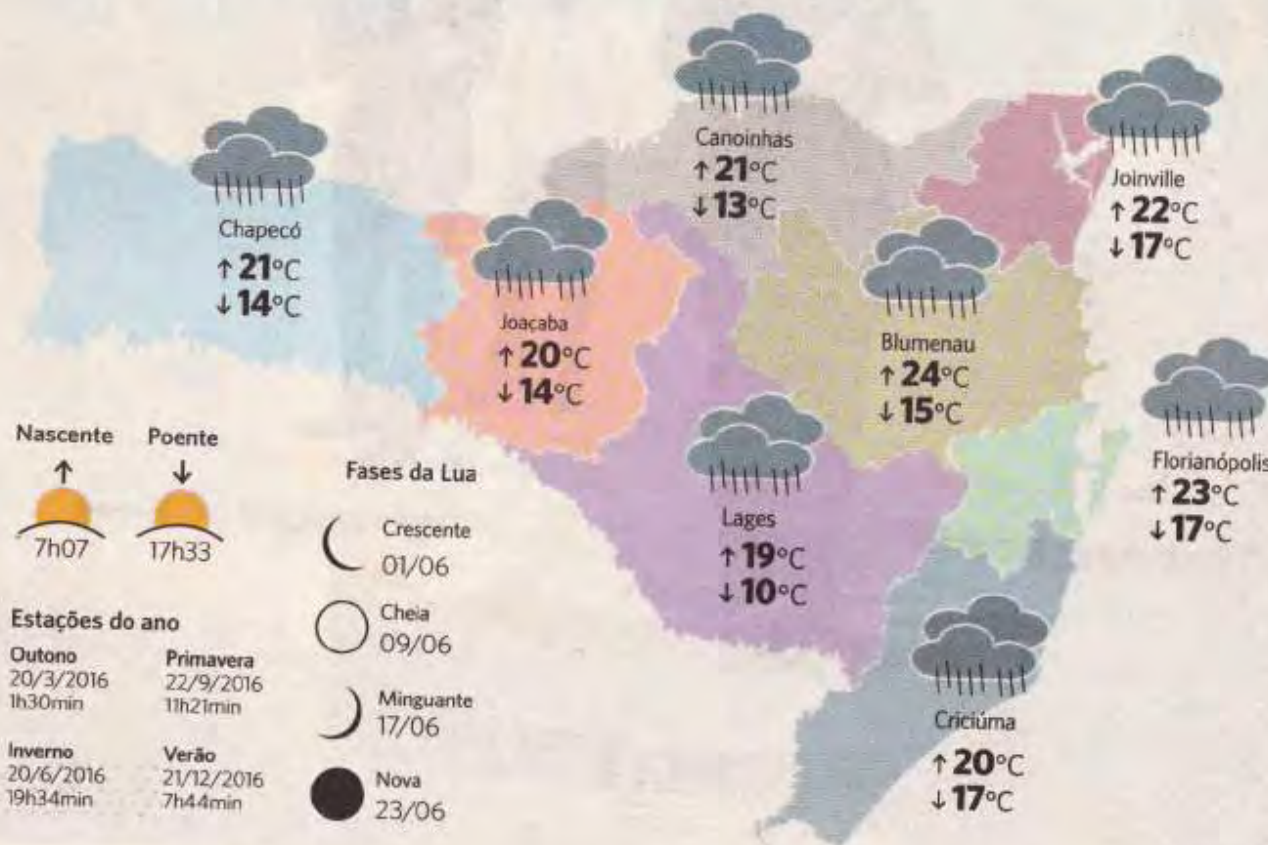 Canoinhas
↑ 21°C
↓ 13°C
Joinville
↑ 22°C
↓ 17°C
Chapecó
↑ 21°C
↓ 14°C
Joaçaba
↑ 20°C
↓ 14°C
Blumenau
↑ 24°C
↓ 15°C
Florianópolis
↑ 23°C
↓ 17°C
Lages
↑ 19°C
↓ 10°C
Criciúma
↑ 20°C
↓ 17°C
Nascente Poente
↑ ↓
7h07 17h33
Estações do ano
Outono
20/3/2016
1h30min
Primavera
22/9/2016
11h21min
Inverno
20/6/2016
19h34min
Verão
21/12/2016
7h44min
Fases da Lua
Crescente
01/06
Cheia
09/06
Minguante
17/06
Nova
23/06